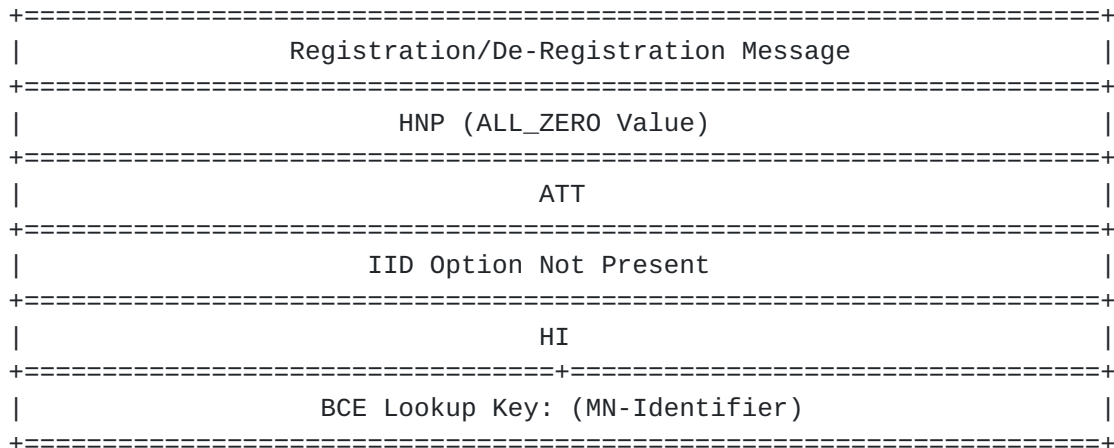 +=====================================================================+
|                 Registration/De-Registration Message                |
+=====================================================================+
|                        HNP (ALL_ZERO Value)                         |
+=====================================================================+
|                                 ATT                                 |
+=====================================================================+
|                      IID Option Not Present                         |
+=====================================================================+
|                                 HI                                  |
+==================================+==================================+
|                   BCE Lookup Key: (MN-Identifier)                   |
+=====================================================================+